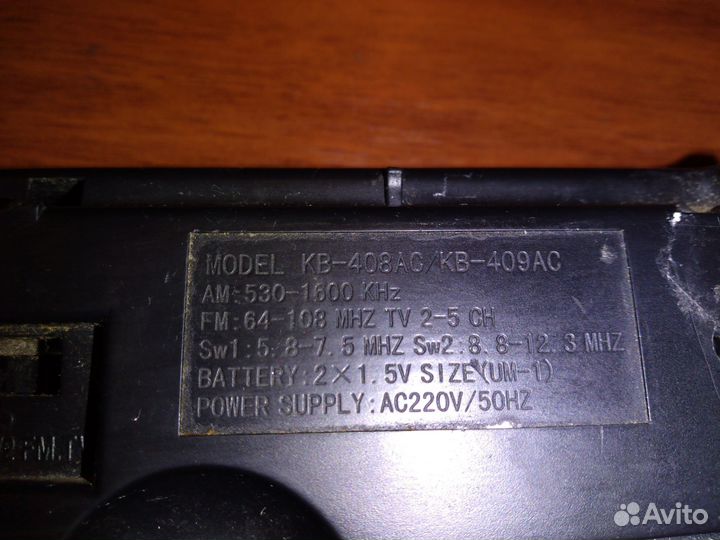 MODEL KB-408AC/KB-409AC
AM:530-1600 KHz
FM:64-108 MHZ TV 2-5 CH
Sw1:5.8-7.5 MHZ Sw2.8.8-12.3 MHZ
BATTERY:2×1.5V SIZE(UM-1)
POWER SUPPLY:AC220V/50HZ
FM.T
Avito